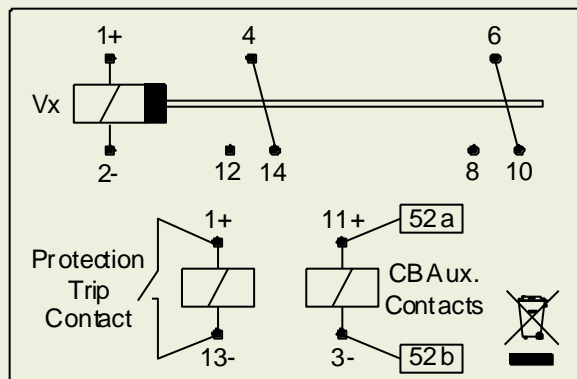 1+ 4 6
Vx
2- 12 14 8 10
1+ 11+ 52a
Protection
Trip
Contact
CB Aux.
Contacts
13- 3- 52b